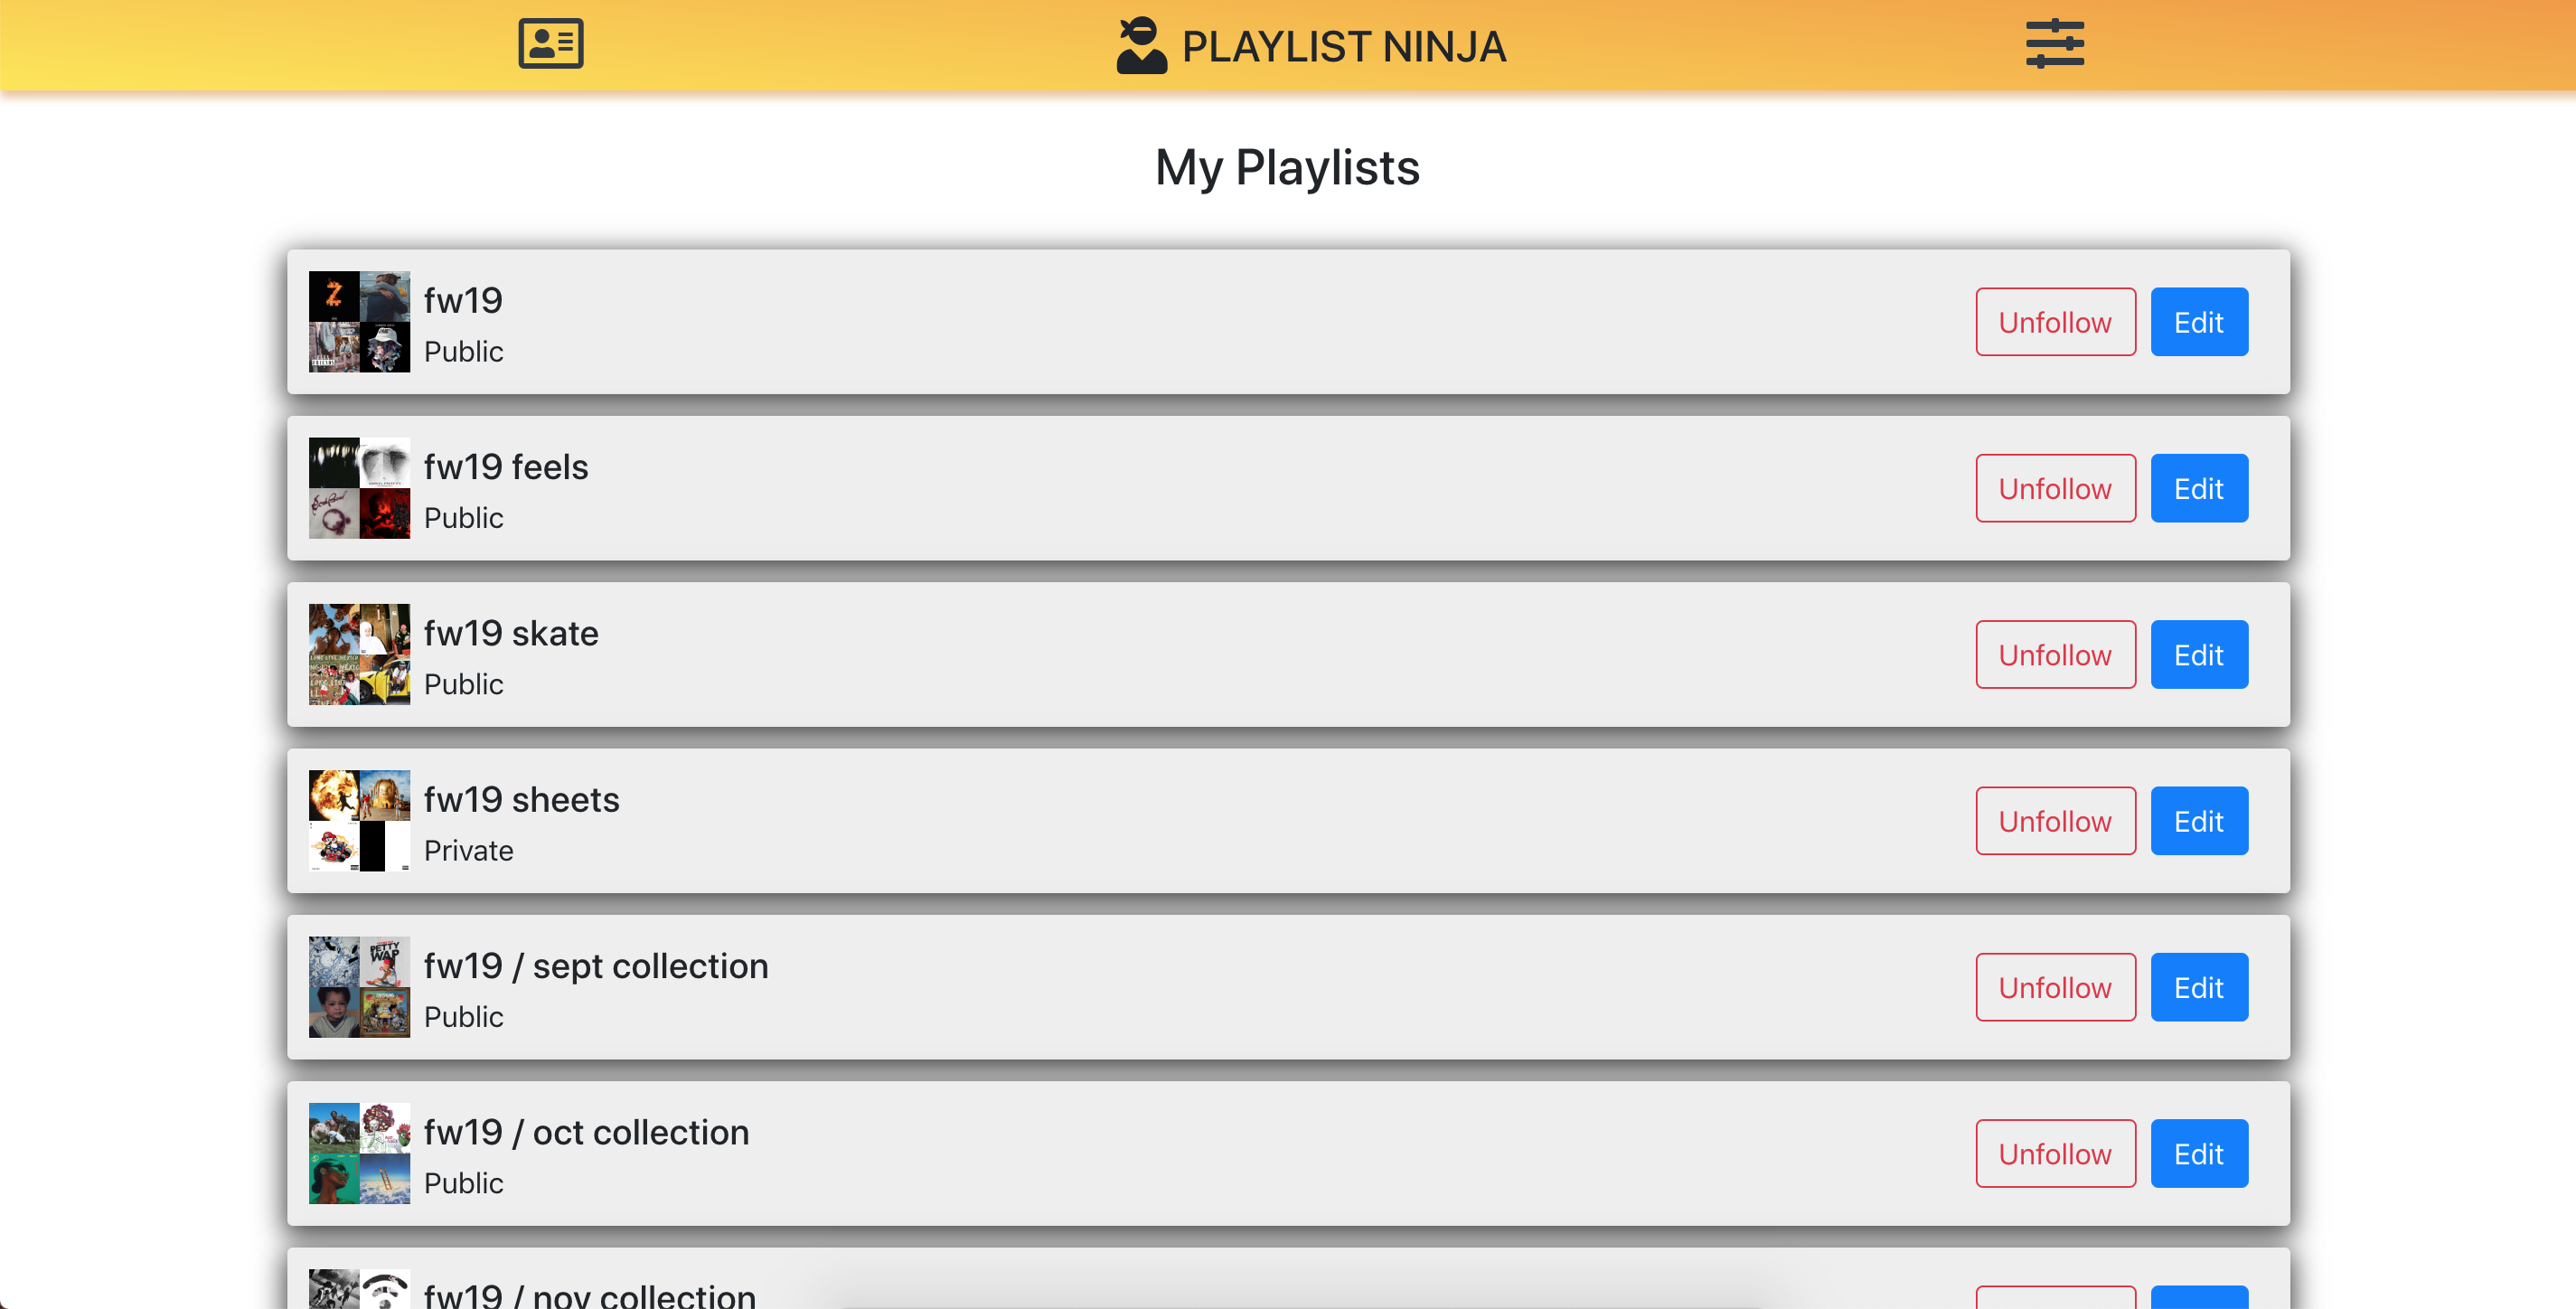 PLAYLIST NINJA
My Playlists
fw19
Public
Unfollow
Edit
fw19 feels
Public
Unfollow
Edit
fw19 skate
Public
Unfollow
Edit
fw19 sheets
Private
Unfollow
Edit
PETTY
WAP
fw19 / sept collection
Public
Unfollow
Edit
fw19 / oct collection
Public
Unfollow
Edit
fw19 / nov collection